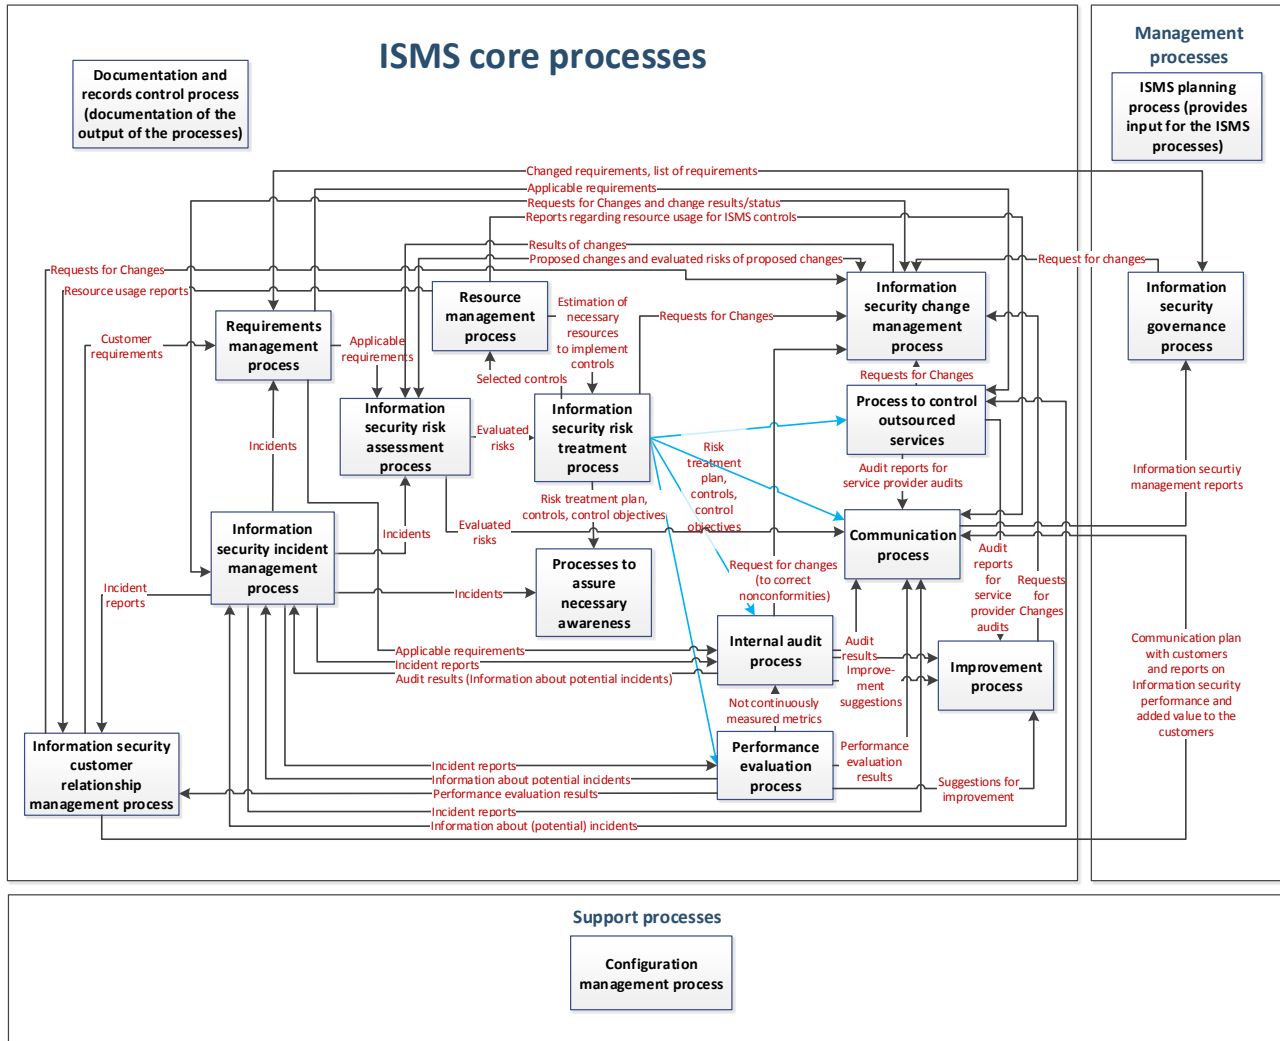 ISMS core processes
Management
processes
Documentation and
records control process
(documentation of the
output of the processes)
ISMS planning
process (provides
input for the ISMS
processes)
Changed requirements, list of requirements
Applicable requirements
Requests for Changes and change results/status
Reports regarding resource usage for ISMS controls
Results of changes
Proposed changes and evaluated risks of proposed changes
Request for changes
Requests for Changes
Resource usage reports
Resource
management
process
Estimation of
necessary
resources
to implement
controls
Information
security change
management
process
Information
security
governance
process
Requirements
management
process
Customer
requirements
Applicable
requirements
Requests for Changes
Selected controls
Requests for Changes
Information
security risk
assessment
process
Evaluated
risks
Information
security risk
treatment
process
Process to control
outsourced
services
Incidents
Risk
treatment
plan,
controls,
control
objectives
Audit reports for
service provider audits
Information securtiy
management reports
Risk treatment plan,
controls, control objectives
Information
security incident
management
process
Incidents
Evaluated
risks
Communication
process
Processes to
assure
necessary
awareness
Request for changes
(to correct
nonconformities)
Audit
reports
for
service
provider
audits
Requests
for
Changes
Incident
reports
Incidents
Internal audit
process
Audit
results
Improve-
ment
suggestions
Improvement
process
Communication plan
with customers
and reports on
Information security
performance and
added value to the
customers
Applicable requirements
Incident reports
Audit results (Information about potential incidents)
Not continuously
measured metrics
Information security
customer
relationship
management process
Performance
evaluation
process
Performance
evaluation
results
Incident reports
Information about potential incidents
Performance evaluation results
Suggestions for
improvement
Incident reports
Information about (potential) incidents
Support processes
Configuration
management process